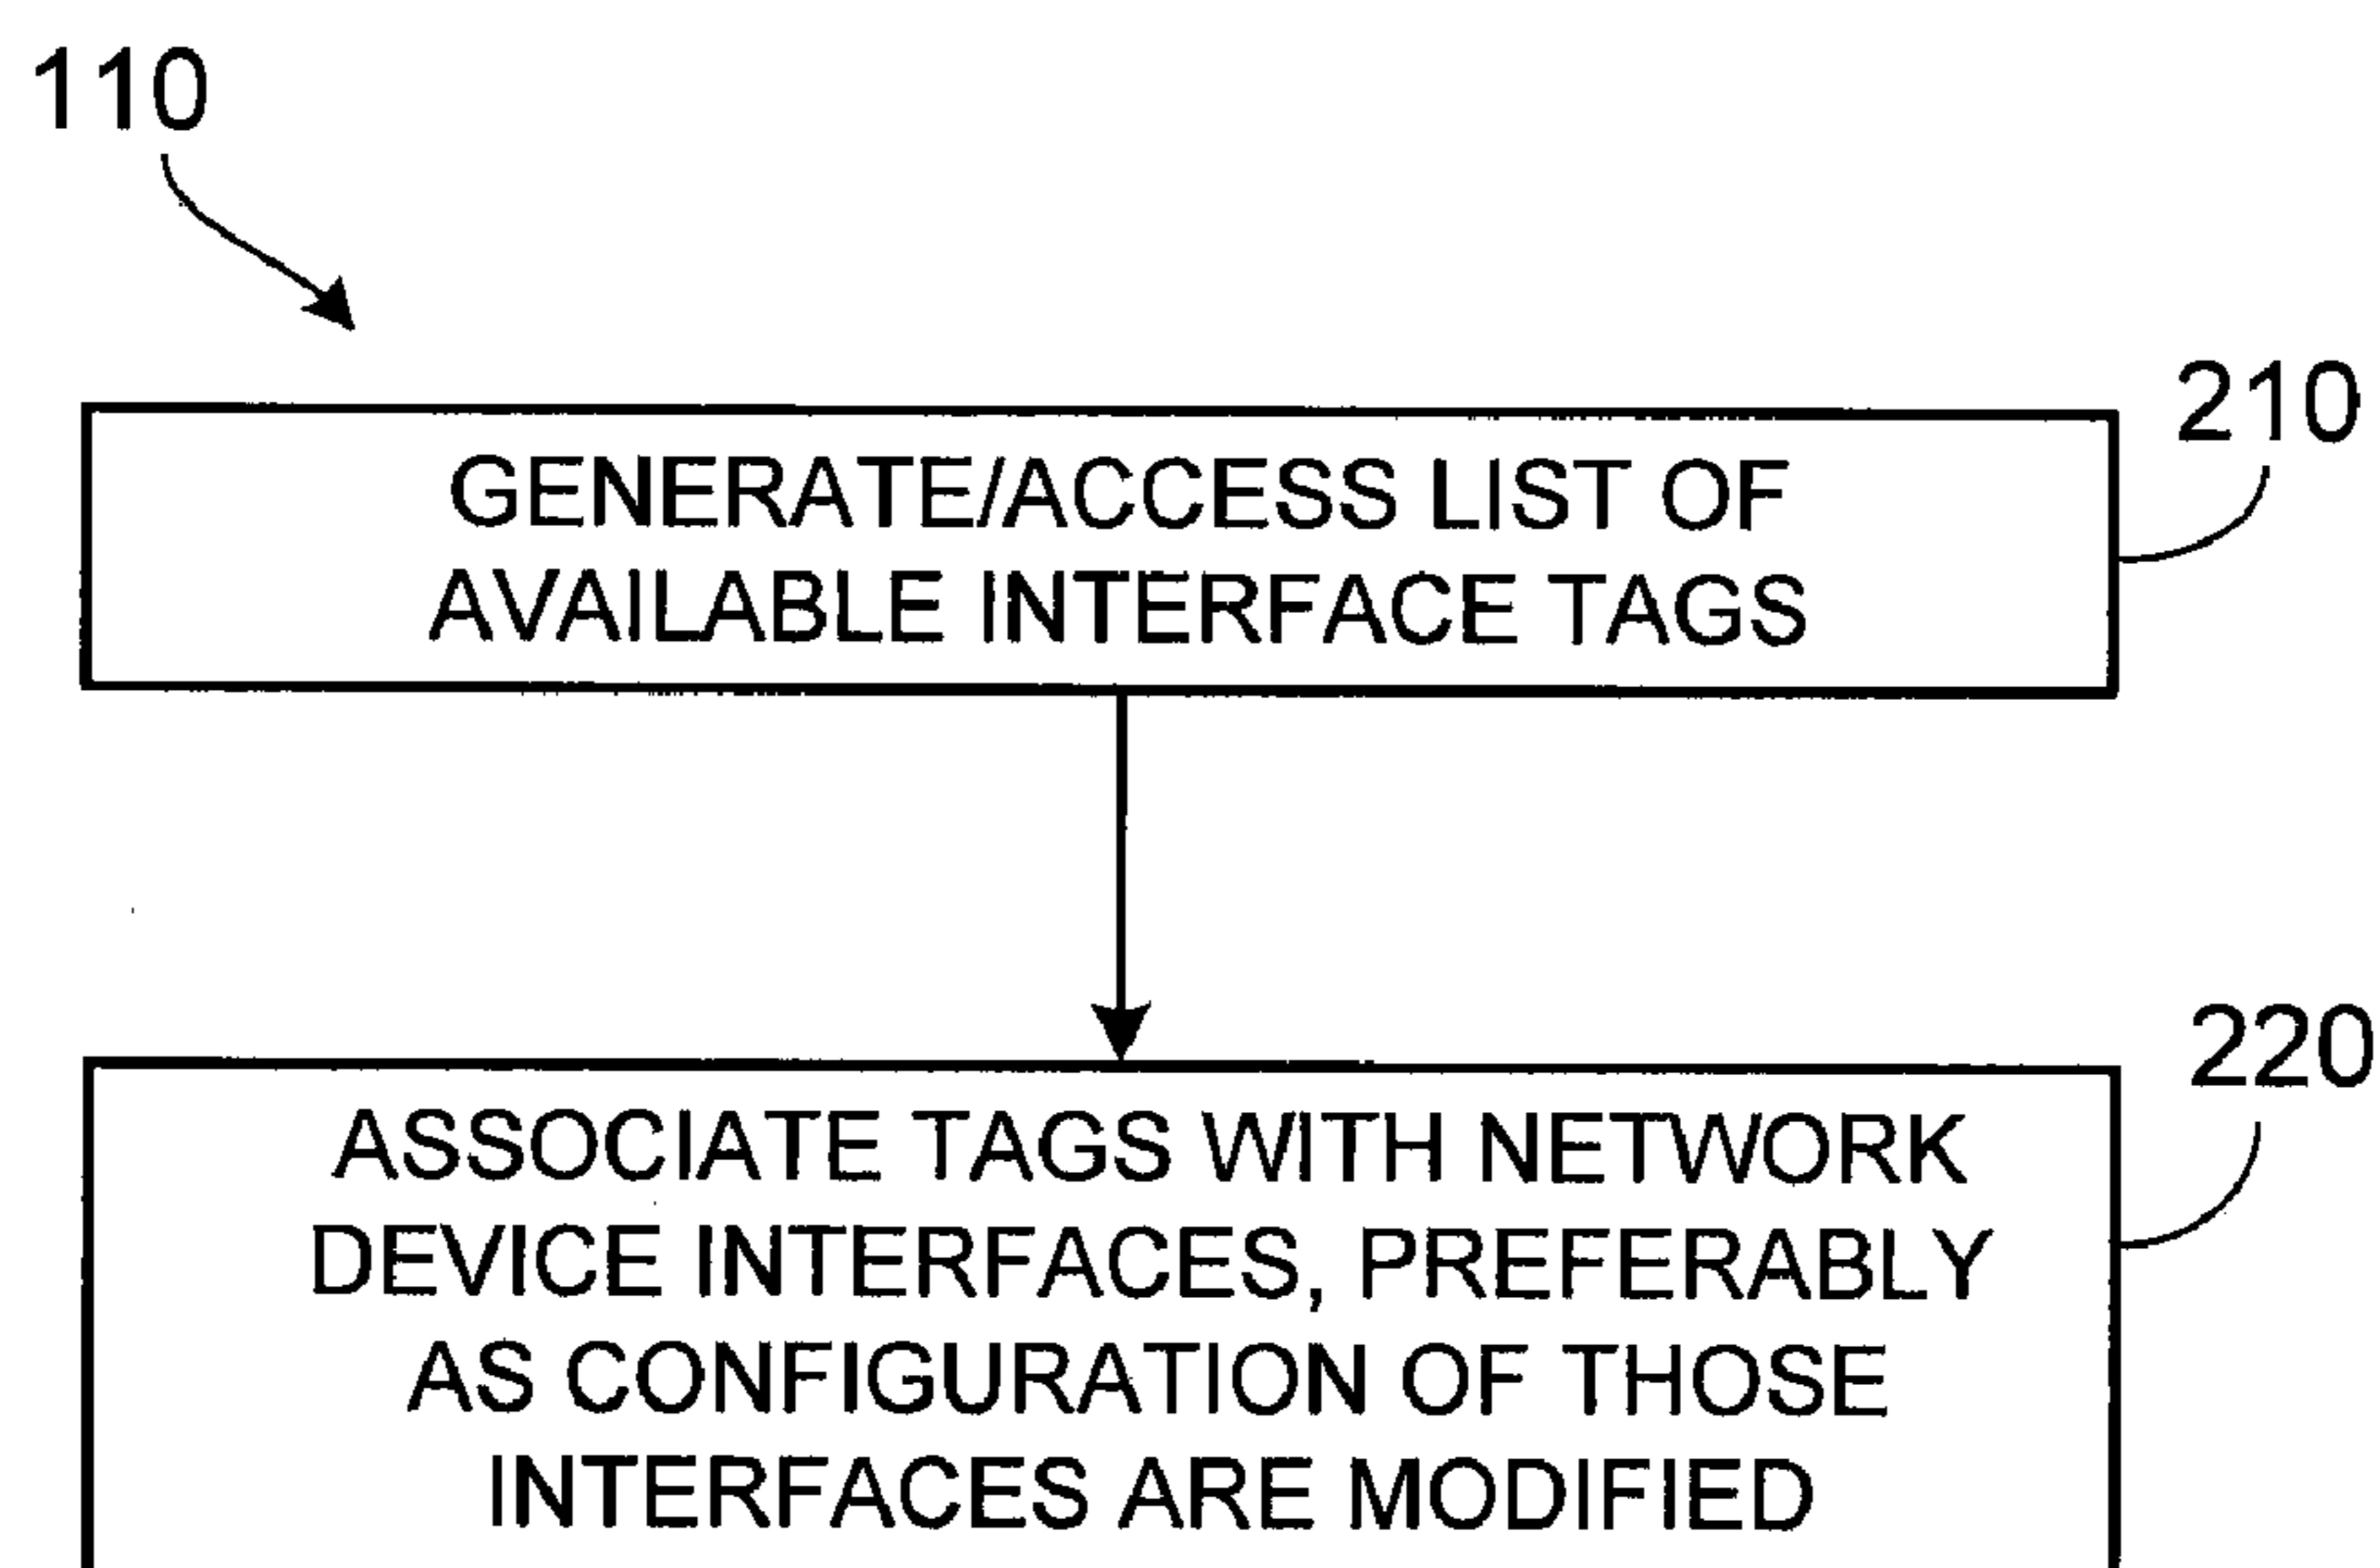 110
210
GENERATE/ACCESS LIST OF
AVAILABLE INTERFACE TAGS
220
ASSOCIATE TAGS WITH NETWORK
DEVICE INTERFACES, PREFERABLY
AS CONFIGURATION OF THOSE
INTERFACES ARE MODIFIED